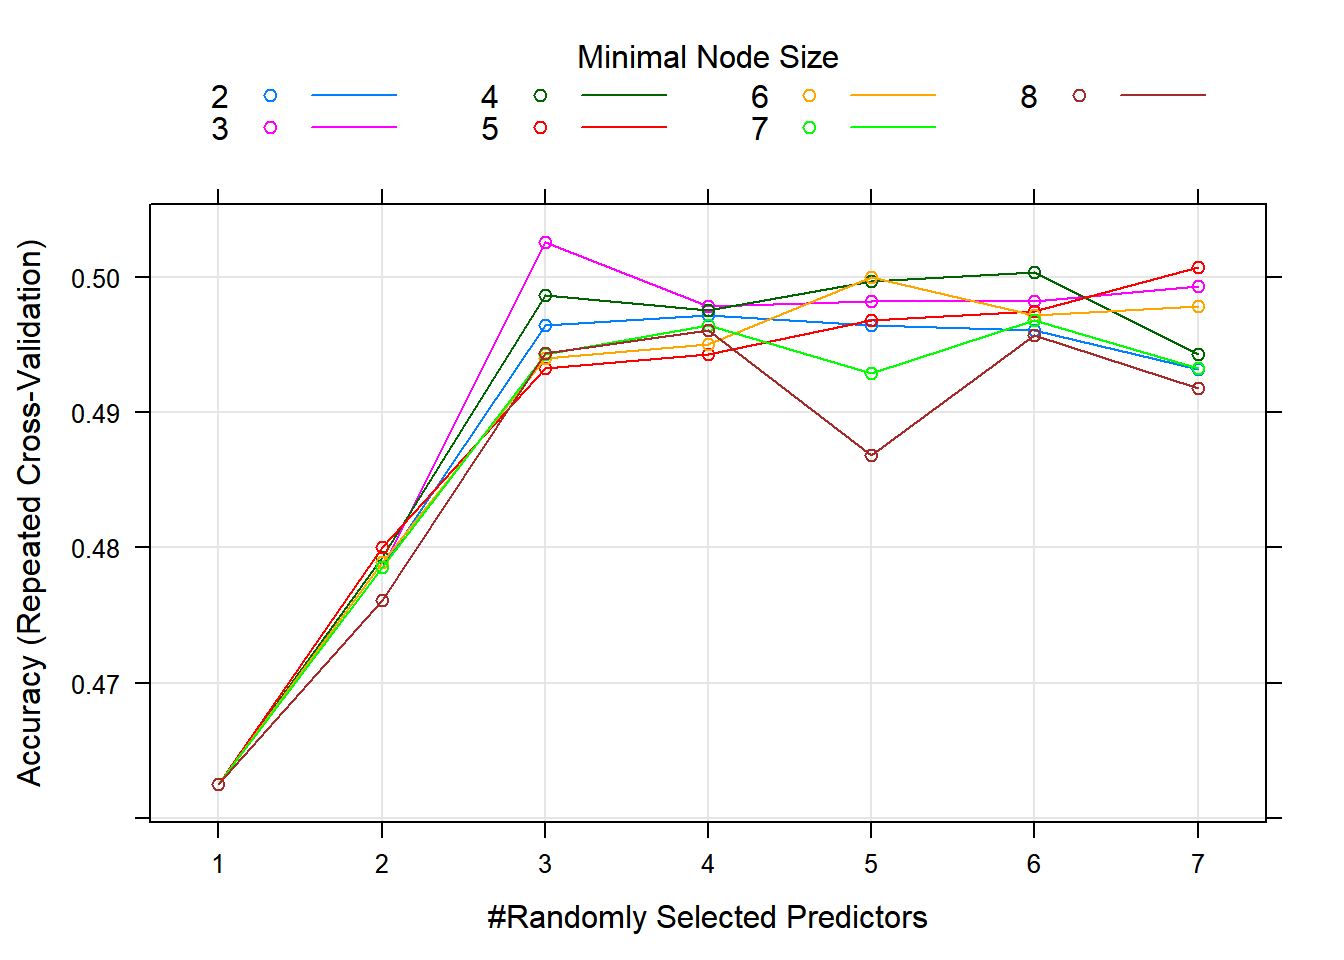 Minimal Node Size
2 4 6 8
3 5 7
Accuracy (Repeated Cross-Validation)
0.50
0.49
0.48
0.47
1 2 3 4 5 6 7
#Randomly Selected Predictors